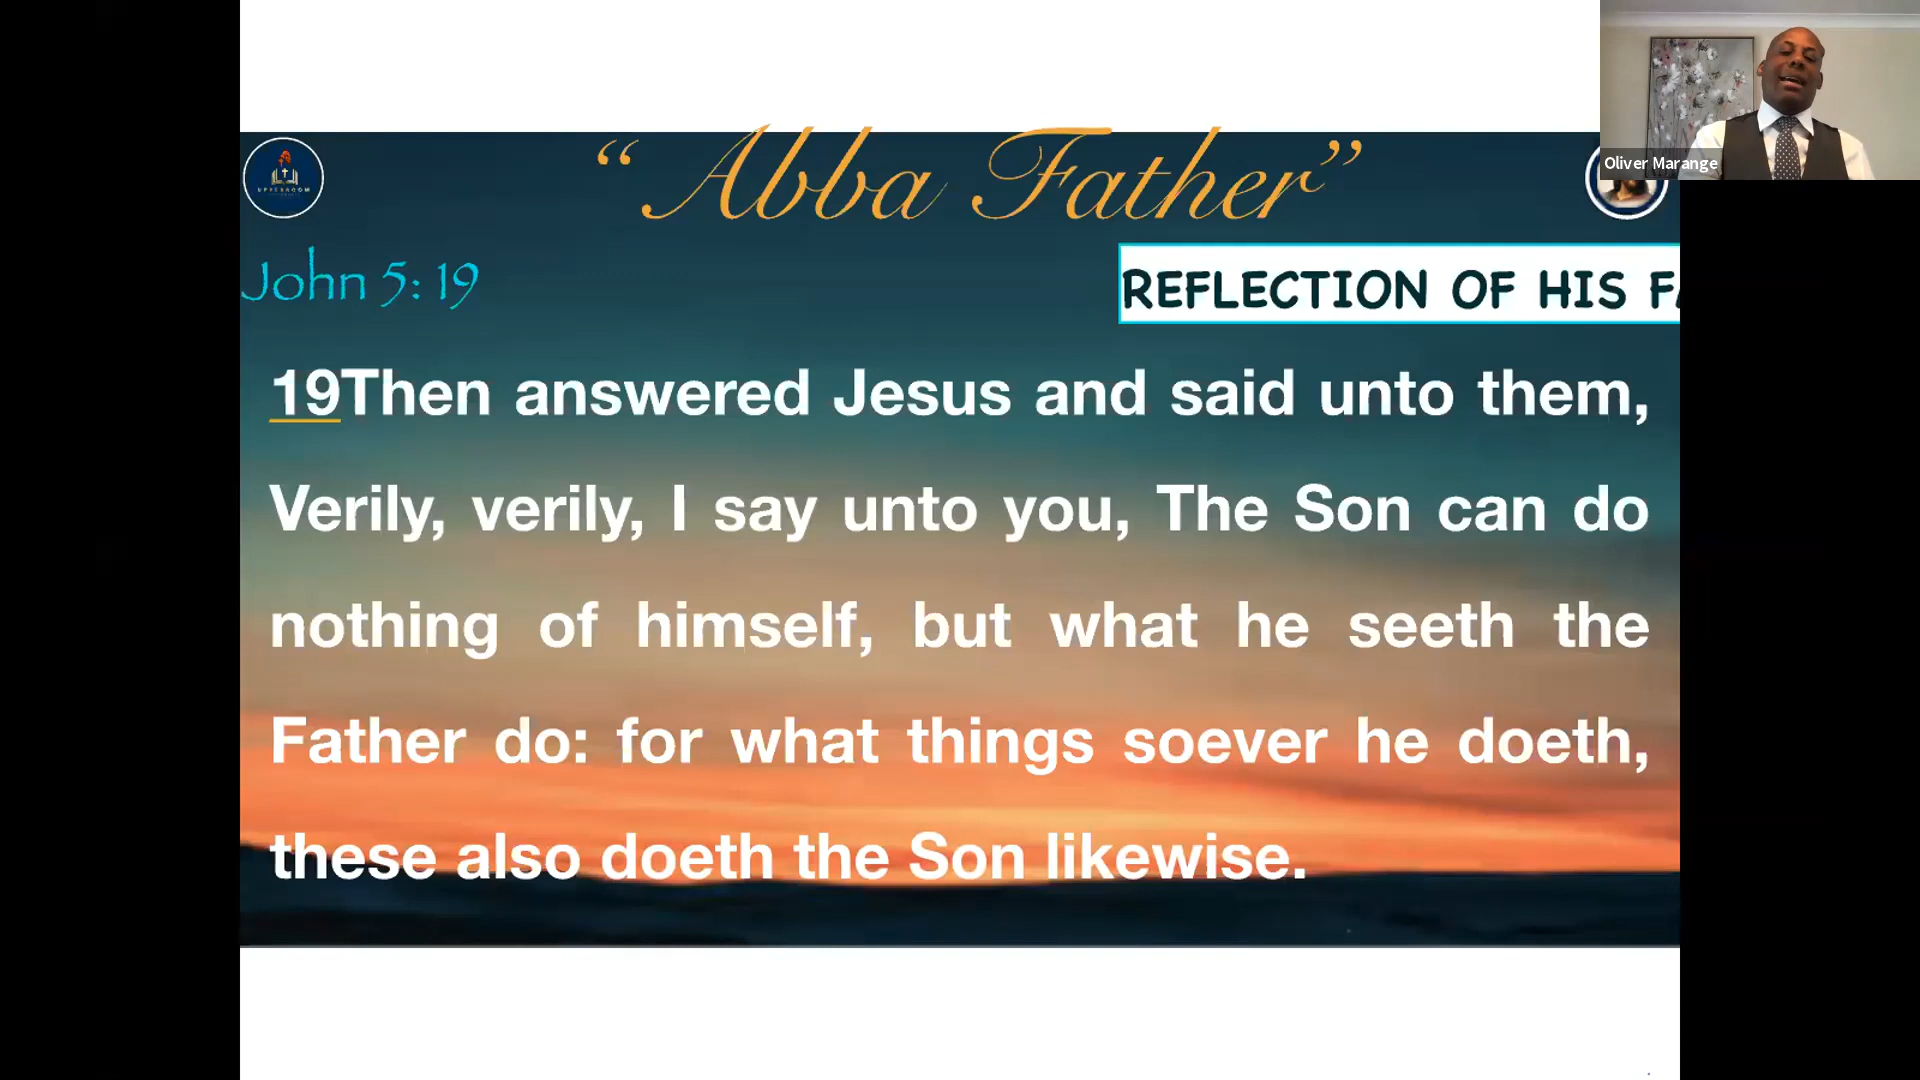 “Abba Father”
UPPEROOM
Oliver Marange
John 5: 19
REFLECTION OF HIS FA
19Then answered Jesus and said unto them,
Verily, verily, I say unto you, The Son can do
nothing of himself, but what he seeth the
Father do: for what things soever he doeth,
these also doeth the Son likewise.